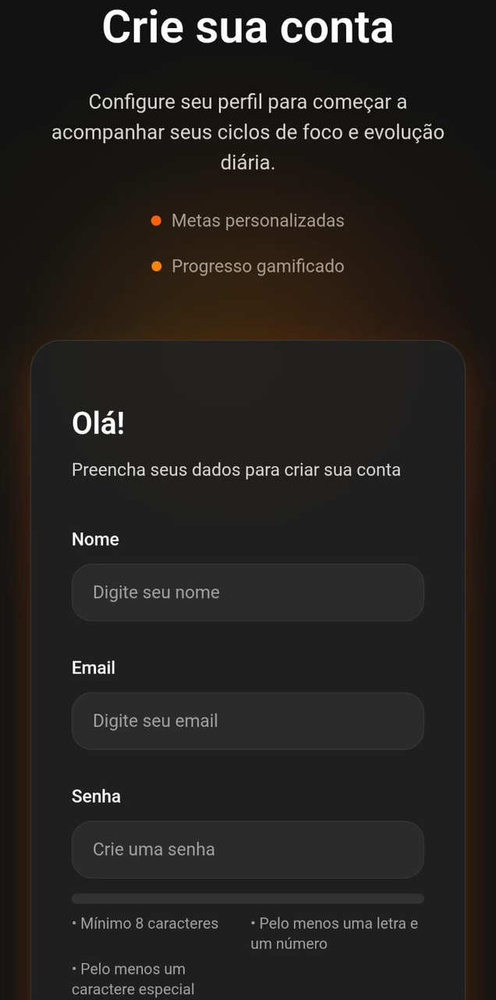 Crie sua conta
Configure seu perfil para começar a
acompanhar seus ciclos de foco e evolução
diária.
Metas personalizadas
Progresso gamificado
Olá!
Preencha seus dados para criar sua conta
Nome
Digite seu nome
Email
Digite seu email
Senha
Crie uma senha
• Mínimo 8 caracteres
• Pelo menos uma letra e
um número
• Pelo menos um
caractere especial